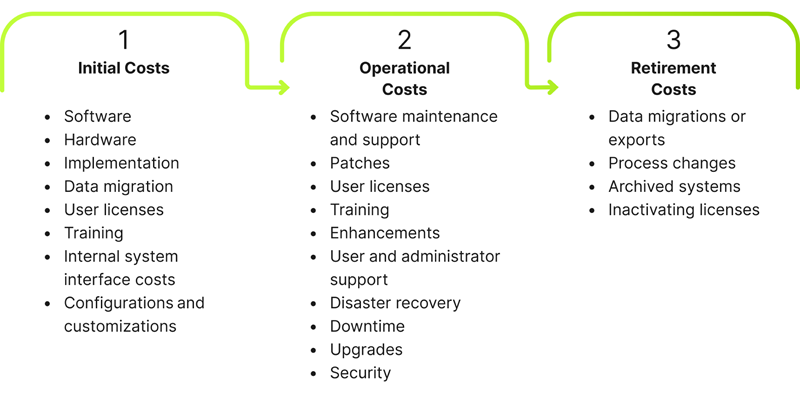 1
Initial Costs
• Software
• Hardware
• Implementation
• Data migration
• User licenses
• Training
• Internal system
interface costs
• Configurations and
customizations
2
Operational
Costs
• Software maintenance
and support
• Patches
• User licenses
• Training
• Enhancements
• User and administrator
support
• Disaster recovery
• Downtime
• Upgrades
• Security
3
Retirement
Costs
• Data migrations or
exports
• Process changes
• Archived systems
• Inactivating licenses